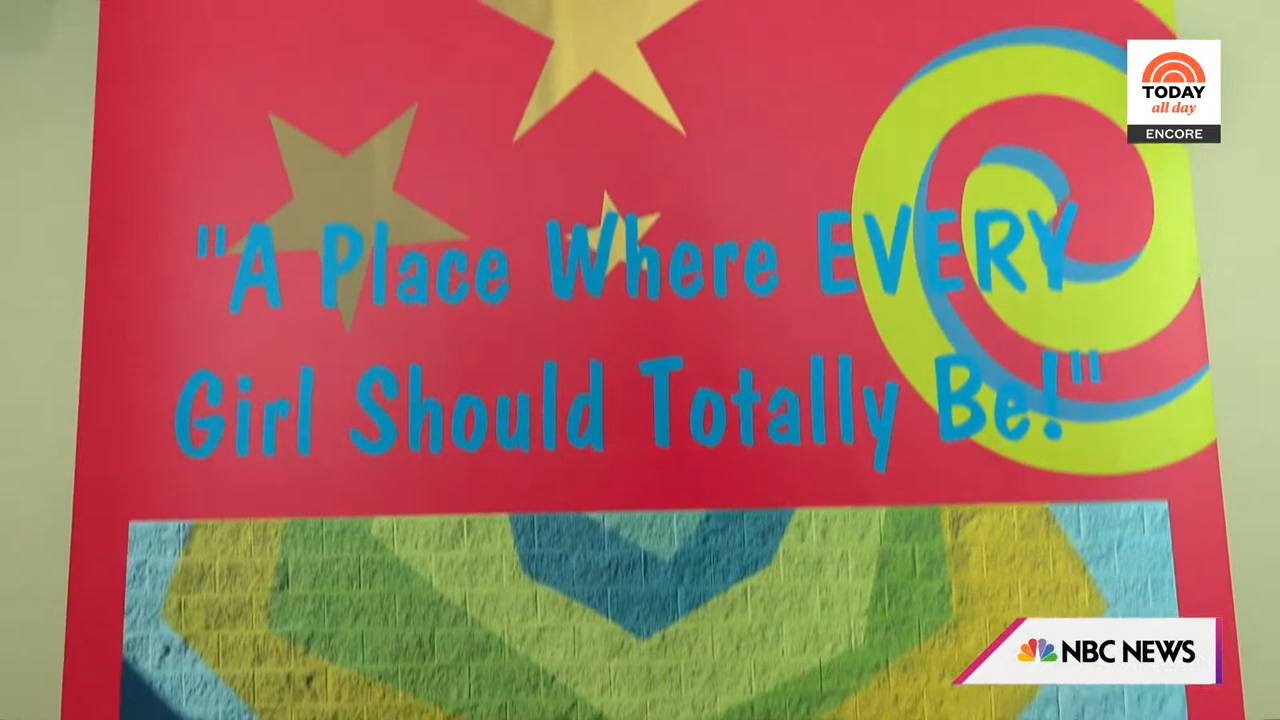 TODAY
all day
ENCORE
"A Place Where EVERY
Girl Should Totally Be!"
NBC NEWS